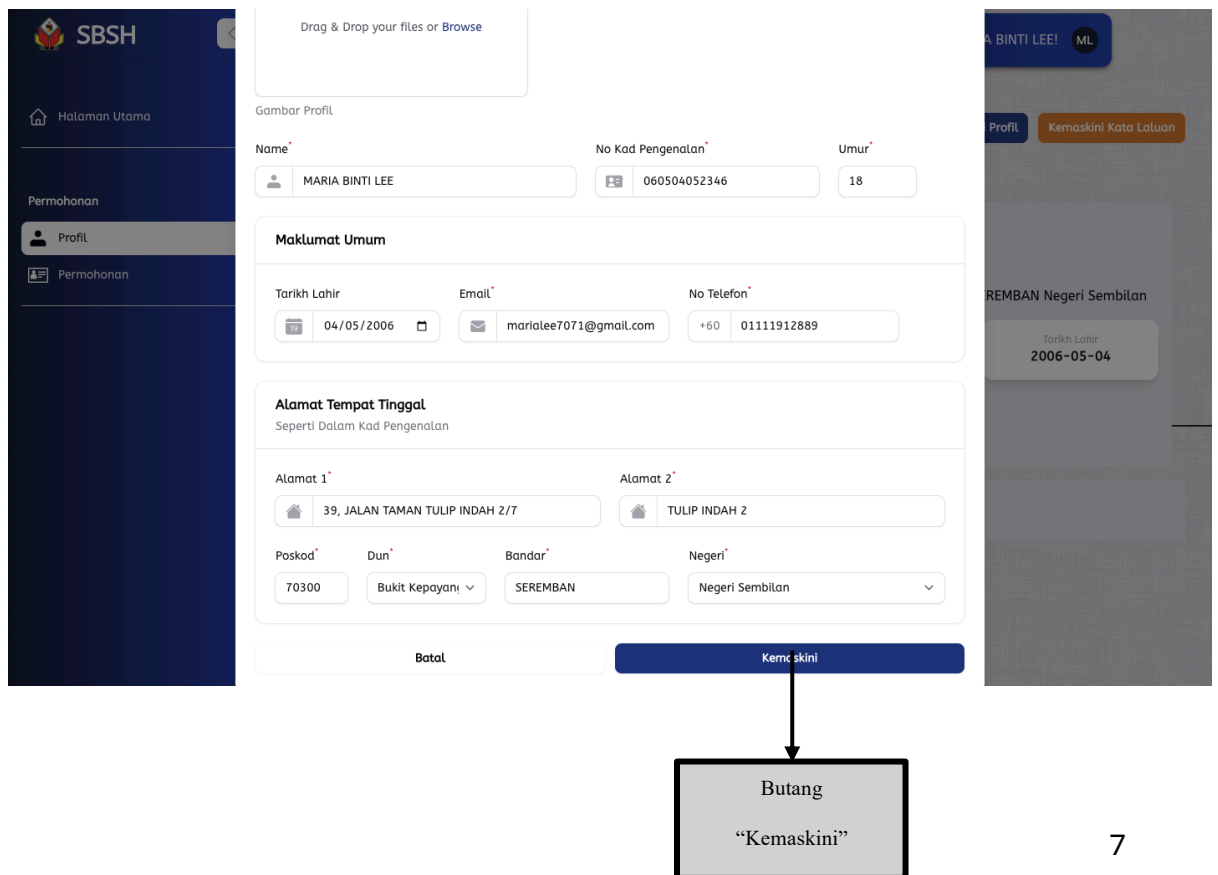 SBSH
Halaman Utama
Permohonan
Profil
Permohonan
Drag & Drop your files or Browse
Gambar Profil
Name*
No Kad Pengenalan*
Umur*
MARIA BINTI LEE
060504052346
18
Maklumat Umum
Tarikh Lahir
Email*
No Telefon*
19
04/05/2006
marialee7071@gmail.com
+60
01111912889
Alamat Tempat Tinggal
Seperti Dalam Kad Pengenalan
Alamat 1*
Alamat 2*
39, JALAN TAMAN TULIP INDAH 2/7
TULIP INDAH 2
Poskod*
Dun*
Bandar*
Negeri*
70300
Bukit Kepayan
SEREMBAN
Negeri Sembilan
Batal
Kemaskini
A BINTI LEE!
ML
Profil
Kemaskini Kata Laluan
REMBAN Negeri Sembilan
Tarikh Lahir
2006-05-04
Butang
“Kemaskini”
7